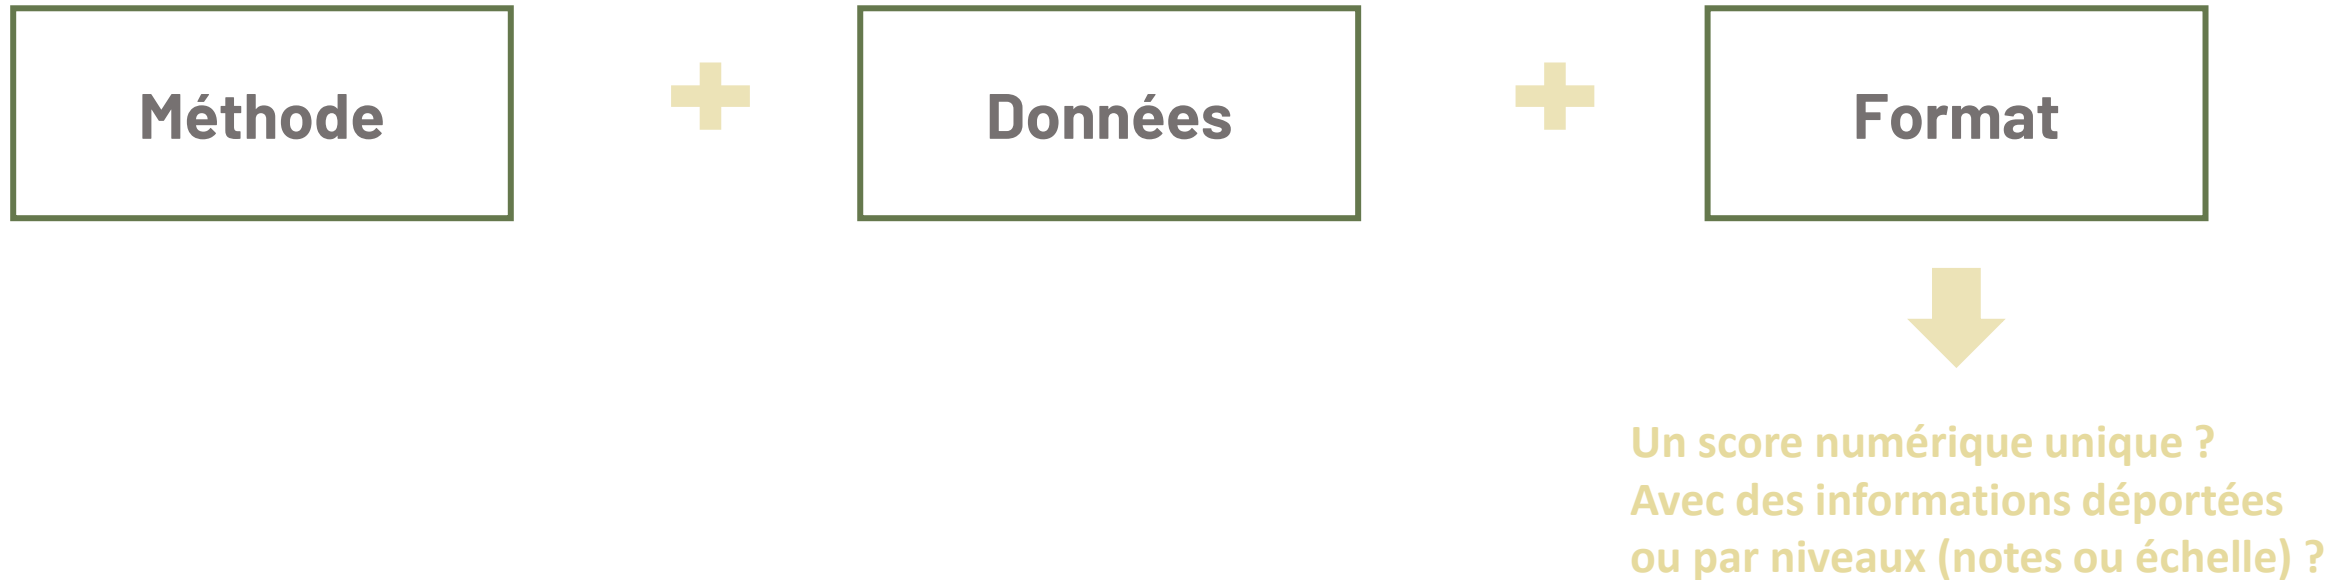 Méthode
Données
Format
Un score numérique unique ?
Avec des informations déportées
ou par niveaux (notes ou échelle) ?